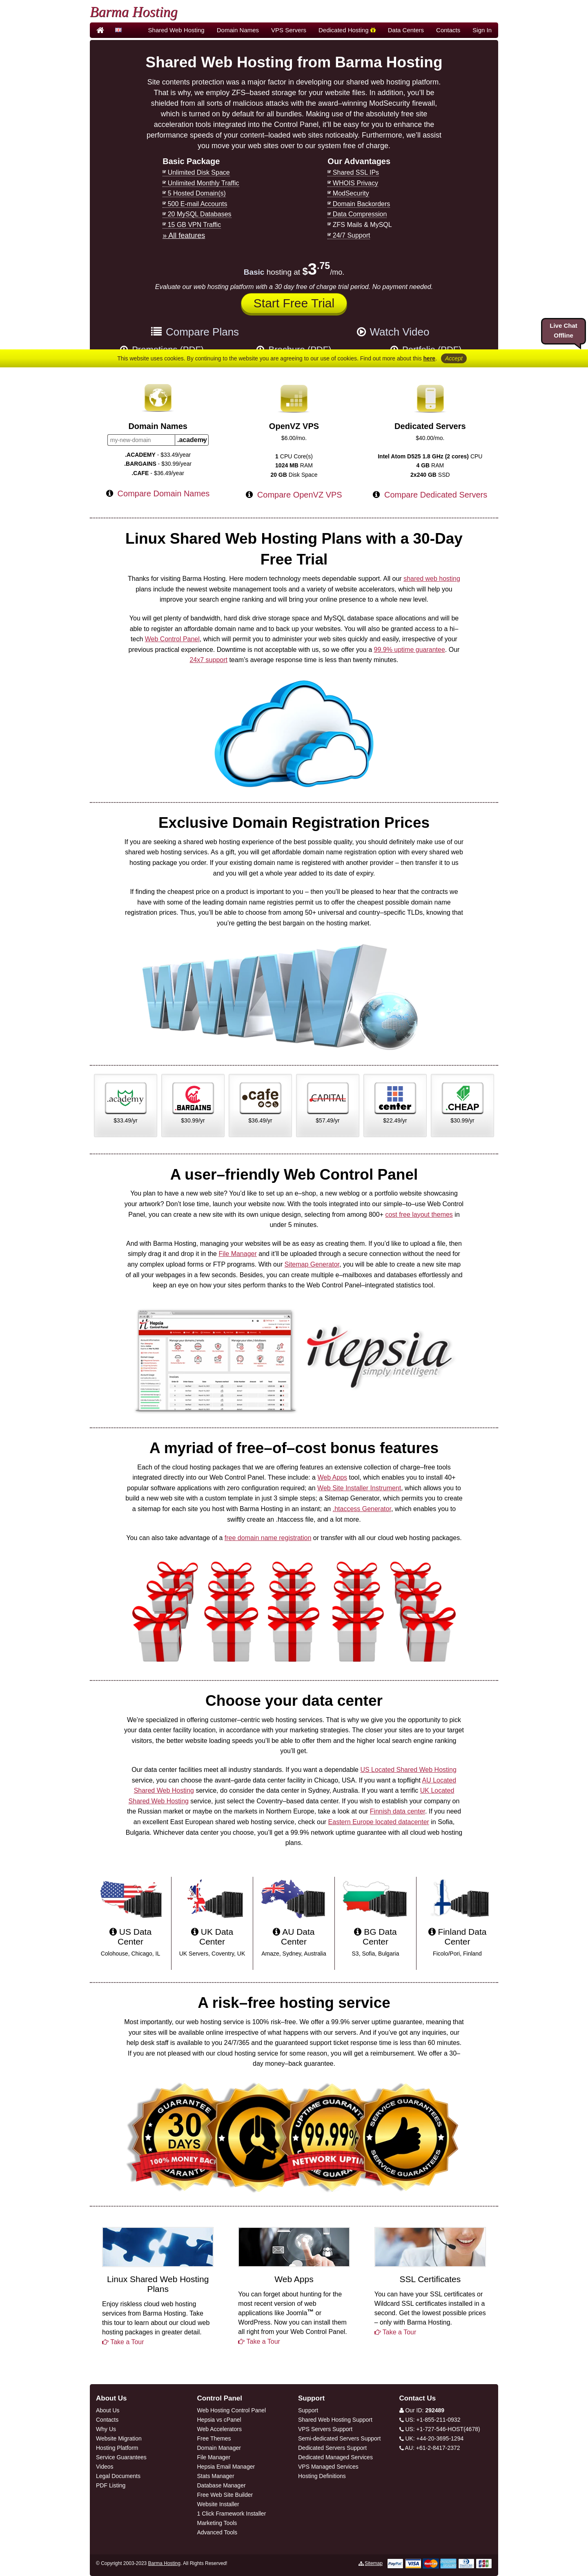 Barma Hosting
Shared Web Hosting
Domain Names
VPS Servers
Dedicated Hosting
Data Centers
Contacts
Sign In
Shared Web Hosting from Barma Hosting
Site contents protection was a major factor in developing our shared web hosting platform.
That is why, we employ ZFS–based storage for your website files. In addition, you'll be
shielded from all sorts of malicious attacks with the award–winning ModSecurity firewall,
which is turned on by default for all bundles. Making use of the absolutely free site
acceleration tools integrated into the Control Panel, it'll be easy for you to enhance the
performance speeds of your content–loaded web sites noticeably. Furthermore, we'll assist
you move your web sites over to our system free of charge.
Basic Package
Unlimited Disk Space
Unlimited Monthly Traffic
5 Hosted Domain(s)
500 E-mail Accounts
20 MySQL Databases
15 GB VPN Traffic
» All features
Our Advantages
Shared SSL IPs
WHOIS Privacy
ModSecurity
Domain Backorders
Data Compression
ZFS Mails & MySQL
24/7 Support
Basic hosting at $3.75/mo.
Evaluate our web hosting platform with a 30 day free of charge trial period. No payment needed.
Start Free Trial
Compare Plans
Watch Video
Live Chat
Offline
Promotions (PDF)
Brochure (PDF)
Portfolio (PDF)
This website uses cookies. By continuing to the website you are agreeing to our use of cookies. Find out more about this here. Accept
Domain Names
my-new-domain .academy
.ACADEMY - $33.49/year
.BARGAINS - $30.99/year
.CAFE - $36.49/year
Compare Domain Names
OpenVZ VPS
$6.00/mo.
1 CPU Core(s)
1024 MB RAM
20 GB Disk Space
Compare OpenVZ VPS
Dedicated Servers
$40.00/mo.
Intel Atom D525 1.8 GHz (2 cores) CPU
4 GB RAM
2x240 GB SSD
Compare Dedicated Servers
Linux Shared Web Hosting Plans with a 30-Day
Free Trial
Thanks for visiting Barma Hosting. Here modern technology meets dependable support. All our shared web hosting
plans include the newest website management tools and a variety of website accelerators, which will help you
improve your search engine ranking and will bring your online presence to a whole new level.
You will get plenty of bandwidth, hard disk drive storage space and MySQL database space allocations and will be
able to register an affordable domain name and to back up your websites. You will also be granted access to a hi–
tech Web Control Panel, which will permit you to administer your web sites quickly and easily, irrespective of your
previous practical experience. Downtime is not acceptable with us, so we offer you a 99.9% uptime guarantee. Our
24x7 support team's average response time is less than twenty minutes.
Exclusive Domain Registration Prices
If you are seeking a shared web hosting experience of the best possible quality, you should definitely make use of our
shared web hosting services. As a gift, you will get affordable domain name registration option with every shared web
hosting package you order. If your existing domain name is registered with another provider – then transfer it to us
and you will get a whole year added to its date of expiry.
If finding the cheapest price on a product is important to you – then you'll be pleased to hear that the contracts we
have with some of the leading domain name registries permit us to offer the cheapest possible domain name
registration prices. Thus, you'll be able to choose from among 50+ universal and country–specific TLDs, knowing that
you're getting the best bargain on the hosting market.
WWW
.academy
$33.49/yr
.BARGAINS
$30.99/yr
.cafe
$36.49/yr
.CAPITAL
$57.49/yr
center
$22.49/yr
.CHEAP
$30.99/yr
A user–friendly Web Control Panel
You plan to have a new web site? You'd like to set up an e–shop, a new weblog or a portfolio website showcasing
your artwork? Don't lose time, launch your website now. With the tools integrated into our simple–to–use Web Control
Panel, you can create a new site with its own unique design, selecting from among 800+ cost free layout themes in
under 5 minutes.
And with Barma Hosting, managing your websites will be as easy as creating them. If you'd like to upload a file, then
simply drag it and drop it in the File Manager and it'll be uploaded through a secure connection without the need for
any complex upload forms or FTP programs. With our Sitemap Generator, you will be able to create a new site map
of all your webpages in a few seconds. Besides, you can create multiple e–mailboxes and databases effortlessly and
keep an eye on how your sites perform thanks to the Web Control Panel–integrated statistics tool.
Hepsia
Hepsia
simply intelligent
A myriad of free–of–cost bonus features
Each of the cloud hosting packages that we are offering features an extensive collection of charge–free tools
integrated directly into our Web Control Panel. These include: a Web Apps tool, which enables you to install 40+
popular software applications with zero configuration required; an Web Site Installer Instrument, which allows you to
build a new web site with a custom template in just 3 simple steps; a Sitemap Generator, which permits you to create
a sitemap for each site you host with Barma Hosting in an instant; an .htaccess Generator, which enables you to
swiftly create an .htaccess file, and a lot more.
You can also take advantage of a free domain name registration or transfer with all our cloud web hosting packages.
Choose your data center
We're specialized in offering customer–centric web hosting services. That is why we give you the opportunity to pick
your data center facility location, in accordance with your marketing strategies. The closer your sites are to your target
visitors, the better website loading speeds you'll be able to offer them and the higher local search engine ranking
you'll get.
Our data center facilities meet all industry standards. If you want a dependable US Located Shared Web Hosting
service, you can choose the avant–garde data center facility in Chicago, USA. If you want a topflight AU Located
Shared Web Hosting service, do consider the data center in Sydney, Australia. If you want a terrific UK Located
Shared Web Hosting service, just select the Coventry–based data center. If you wish to establish your company on
the Russian market or maybe on the markets in Northern Europe, take a look at our Finnish data center. If you need
an excellent East European shared web hosting service, check our Eastern Europe located datacenter in Sofia,
Bulgaria. Whichever data center you choose, you'll get a 99.9% network uptime guarantee with all cloud web hosting
plans.
US Data
Center
Colohouse, Chicago, IL
UK Data
Center
UK Servers, Coventry, UK
AU Data
Center
Amaze, Sydney, Australia
BG Data
Center
S3, Sofia, Bulgaria
Finland Data
Center
Ficolo/Pori, Finland
A risk–free hosting service
Most importantly, our web hosting service is 100% risk–free. We offer a 99.9% server uptime guarantee, meaning that
your sites will be available online irrespective of what happens with our servers. And if you've got any inquiries, our
help desk staff is available to you 24/7/365 and the guaranteed support ticket response time is less than 60 minutes.
If you are not pleased with our cloud hosting service for some reason, you will get a reimbursement. We offer a 30–
day money–back guarantee.
GUARANTEE
30
DAYS
100% MONEY BACK
GUARANTEE
UPTIME GUARANTEE
99.99%
NETWORK UPTIME
SERVICE GUARANTEES
SERVICE GUARANTEES
Linux Shared Web Hosting
Plans
Enjoy riskless cloud web hosting
services from Barma Hosting. Take
this tour to learn about our cloud web
hosting packages in greater detail.
Take a Tour
Web Apps
You can forget about hunting for the
most recent version of web
applications like Joomla™ or
WordPress. Now you can install them
all right from your Web Control Panel.
Take a Tour
SSL Certificates
You can have your SSL certificates or
Wildcard SSL certificates installed in a
second. Get the lowest possible prices
– only with Barma Hosting.
Take a Tour
About Us
About Us
Contacts
Why Us
Website Migration
Hosting Platform
Service Guarantees
Videos
Legal Documents
PDF Listing
Control Panel
Web Hosting Control Panel
Hepsia vs cPanel
Web Accelerators
Free Themes
Domain Manager
File Manager
Hepsia Email Manager
Stats Manager
Database Manager
Free Web Site Builder
Website Installer
1 Click Framework Installer
Marketing Tools
Advanced Tools
Support
Support
Shared Web Hosting Support
VPS Servers Support
Semi-dedicated Servers Support
Dedicated Servers Support
Dedicated Managed Services
VPS Managed Services
Hosting Definitions
Contact Us
Our ID: 292489
US: +1-855-211-0932
US: +1-727-546-HOST(4678)
UK: +44-20-3695-1294
AU: +61-2-8417-2372
© Copyright 2003-2023 Barma Hosting. All Rights Reserved!
Sitemap
PayPal
VISA
JCB